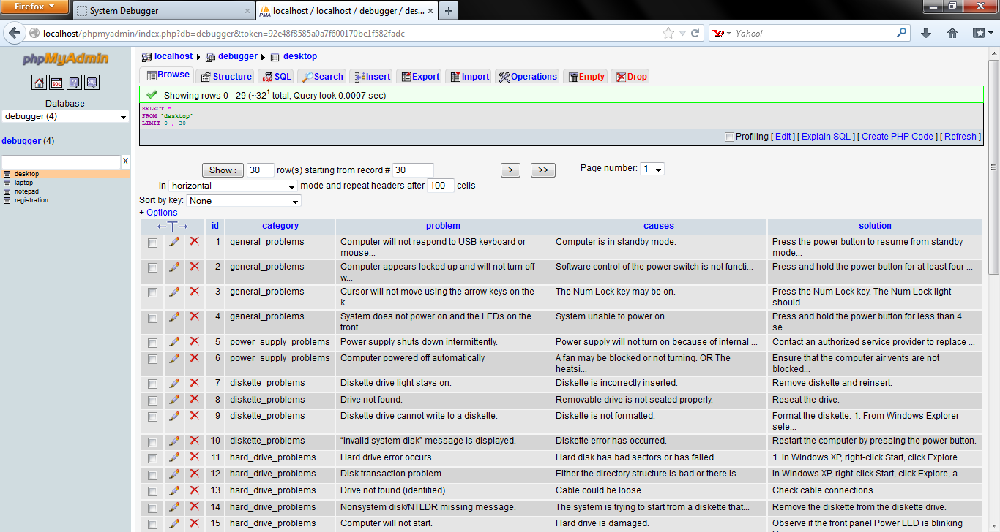 Firefox
System Debugger
localhost / localhost / debugger / des...
localhost/phpmyadmin/index.php?db=debugger&token=92e48f8585a0a7f600170be1f582fadc
Yahoo!
phpMyAdmin
Database
debugger (4)
debugger (4)
X
desktop
laptop
notepad
registration
localhost debugger desktop
Browse Structure SQL Search Insert Export Import Operations Empty Drop
Showing rows 0 - 29 (~32¹ total, Query took 0.0007 sec)
SELECT *
FROM `desktop`
LIMIT 0 , 30
Profiling [ Edit ] [ Explain SQL ] [ Create PHP Code ] [ Refresh ]
Show : 30 row(s) starting from record # 30 > >> Page number: 1
in horizontal mode and repeat headers after 100 cells
Sort by key: None
+ Options
←T→ id category problem causes solution
1 general_problems Computer will not respond to USB keyboard or mouse... Computer is in standby mode. Press the power button to resume from standby mode...
2 general_problems Computer appears locked up and will not turn off w... Software control of the power switch is not functi... Press and hold the power button for at least four ...
3 general_problems Cursor will not move using the arrow keys on the k... The Num Lock key may be on. Press the Num Lock key. The Num Lock light should ...
4 general_problems System does not power on and the LEDs on the front... System unable to power on. Press and hold the power button for less than 4 se...
5 power_supply_problems Power supply shuts down intermittently. Power supply will not turn on because of internal ... Contact an authorized service provider to replace ...
6 power_supply_problems Computer powered off automatically A fan may be blocked or not turning. OR The heatsi... Ensure that the computer air vents are not blocked...
7 diskette_problems Diskette drive light stays on. Diskette is incorrectly inserted. Remove diskette and reinsert.
8 diskette_problems Drive not found. Removable drive is not seated properly. Reseat the drive.
9 diskette_problems Diskette drive cannot write to a diskette. Diskette is not formatted. Format the diskette. 1. From Windows Explorer sele...
10 diskette_problems “Invalid system disk” message is displayed. Diskette error has occurred. Restart the computer by pressing the power button.
11 hard_drive_problems Hard drive error occurs. Hard disk has bad sectors or has failed. 1. In Windows XP, right-click Start, click Explore...
12 hard_drive_problems Disk transaction problem. Either the directory structure is bad or there is ... In Windows XP, right-click Start, click Explore, a...
13 hard_drive_problems Drive not found (identified). Cable could be loose. Check cable connections.
14 hard_drive_problems Nonsystem disk/NTLDR missing message. The system is trying to start from a diskette that... Remove the diskette from the diskette drive.
15 hard_drive_problems Computer will not start. Hard drive is damaged. Observe if the front panel Power LED is blinking